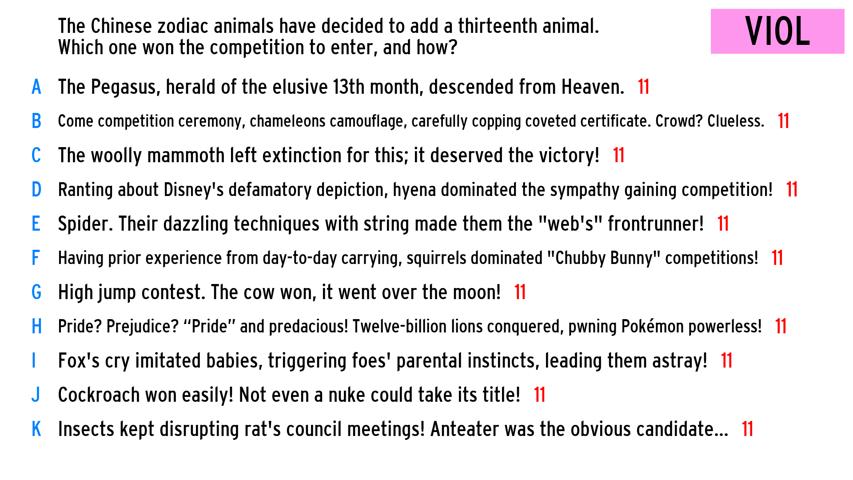 The Chinese zodiac animals have decided to add a thirteenth animal.
Which one won the competition to enter, and how?
VIOL
A The Pegasus, herald of the elusive 13th month, descended from Heaven. 11
B Come competition ceremony, chameleons camouflage, carefully copping coveted certificate. Crowd? Clueless. 11
C The woolly mammoth left extinction for this; it deserved the victory! 11
D Ranting about Disney's defamatory depiction, hyena dominated the sympathy gaining competition! 11
E Spider. Their dazzling techniques with string made them the "web's" frontrunner! 11
F Having prior experience from day-to-day carrying, squirrels dominated "Chubby Bunny" competitions! 11
G High jump contest. The cow won, it went over the moon! 11
H Pride? Prejudice? “Pride” and predacious! Twelve-billion lions conquered, pwning Pokémon powerless! 11
I Fox's cry imitated babies, triggering foes' parental instincts, leading them astray! 11
J Cockroach won easily! Not even a nuke could take its title! 11
K Insects kept disrupting rat's council meetings! Anteater was the obvious candidate... 11